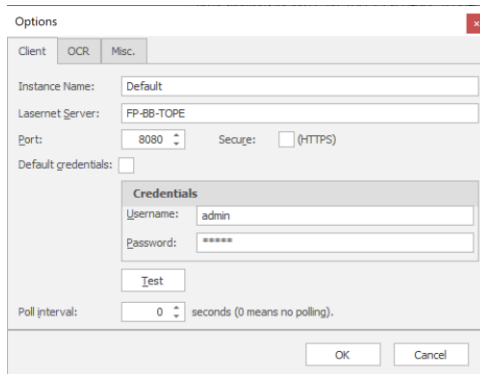 Options
Client OCR Misc.
Instance Name: Default
Lasernet Server: FP-BB-TOPE
Port: 8080 Secure: (HTTPS)
Default credentials:
Credentials
Username: admin
Password: *****
Test
Poll interval: 0 seconds (0 means no polling).
OK Cancel